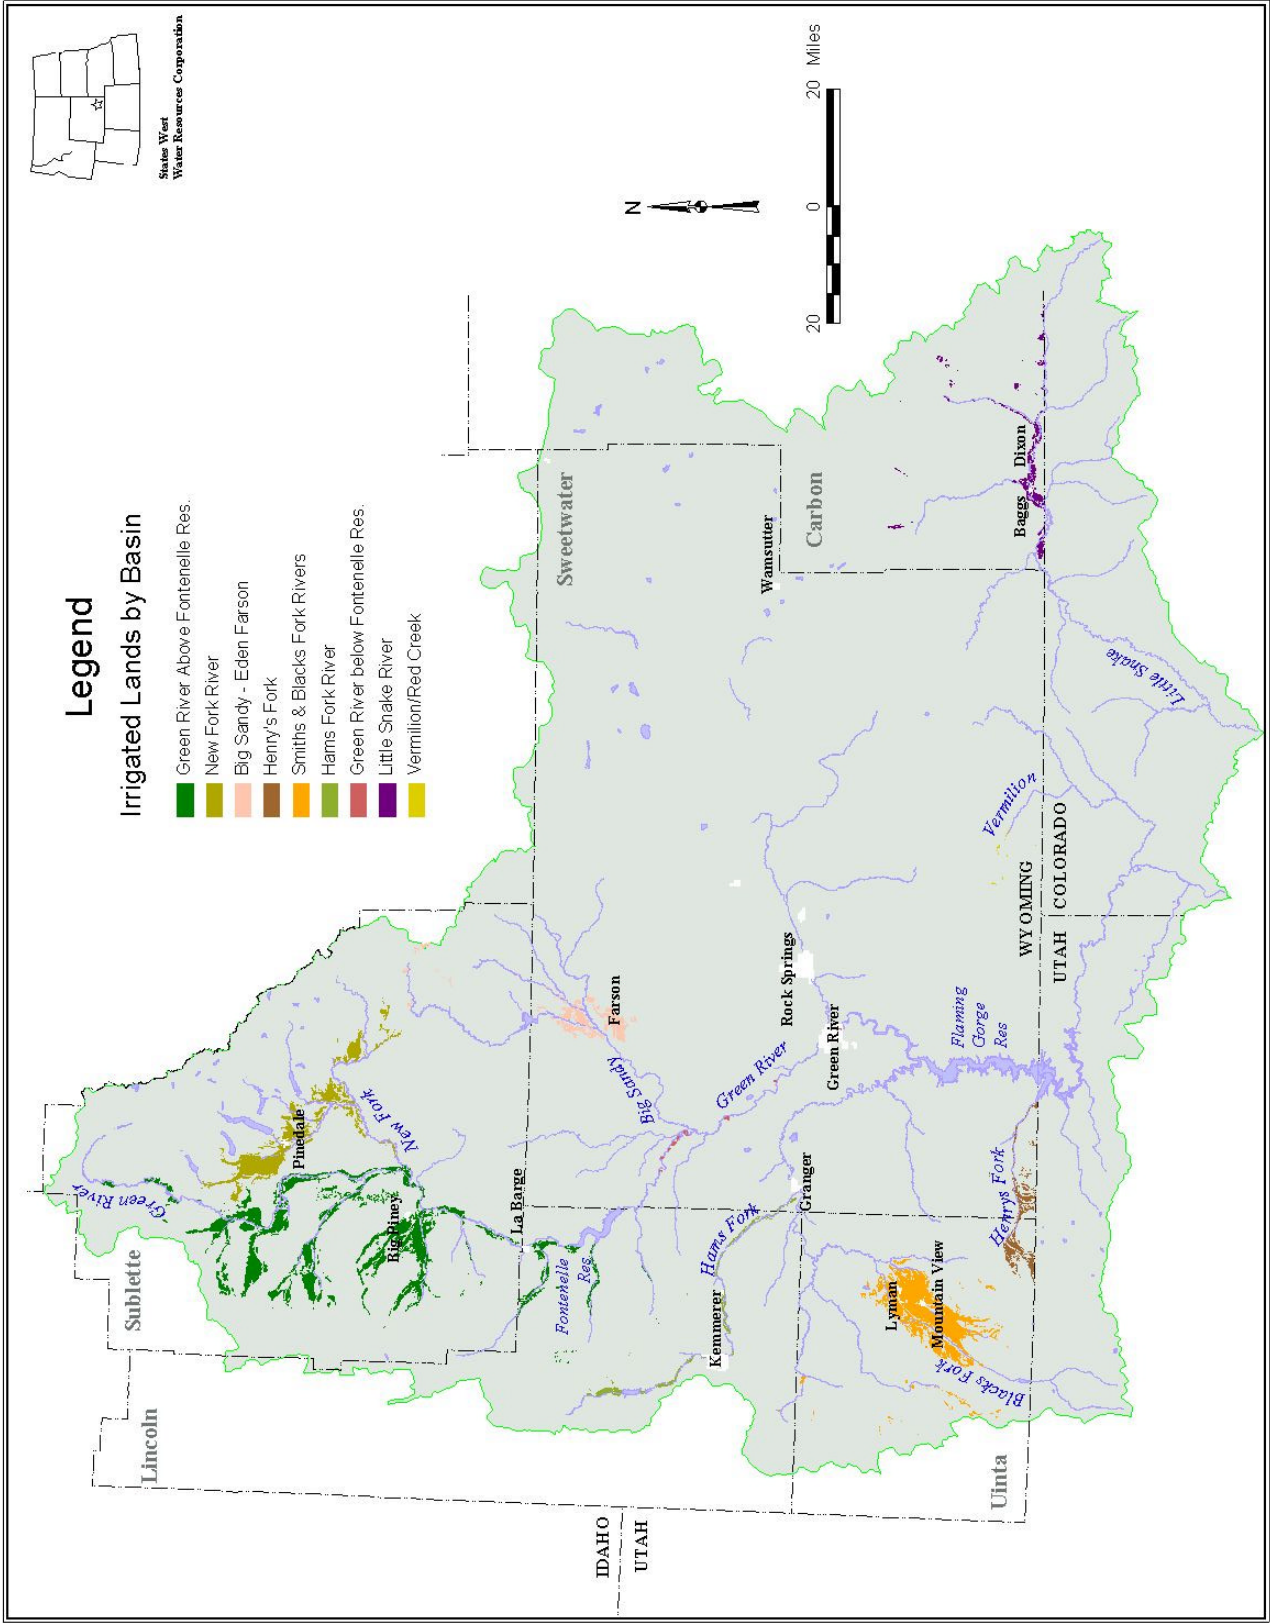 States West
Water Resources Corporation
Legend
Irrigated Lands by Basin
Green River Above Fontenelle Res.
New Fork River
Big Sandy - Eden Farson
Henry's Fork
Smiths & Blacks Fork Rivers
Hams Fork River
Green River below Fontenelle Res.
Little Snake River
Vermilion/Red Creek
N
20
0
20 Miles
Lincoln
Sublette
Green River
Pinedale
New Fork
Big Piney
La Barge
Fontenelle
Res
Sweetwater
Farson
Big Sandy
Green River
IDAHO
UTAH
Kemmerer
Hams Fork
Granger
Rock Springs
Green River
Wamsutter
Carbon
Lyman
Mountain View
Blacks Fork
Uinta
Henrys Fork
Flaming
Gorge
Res
Vermilion
WYOMING
UTAH
COLORADO
Baggs
Dixon
Little Snake